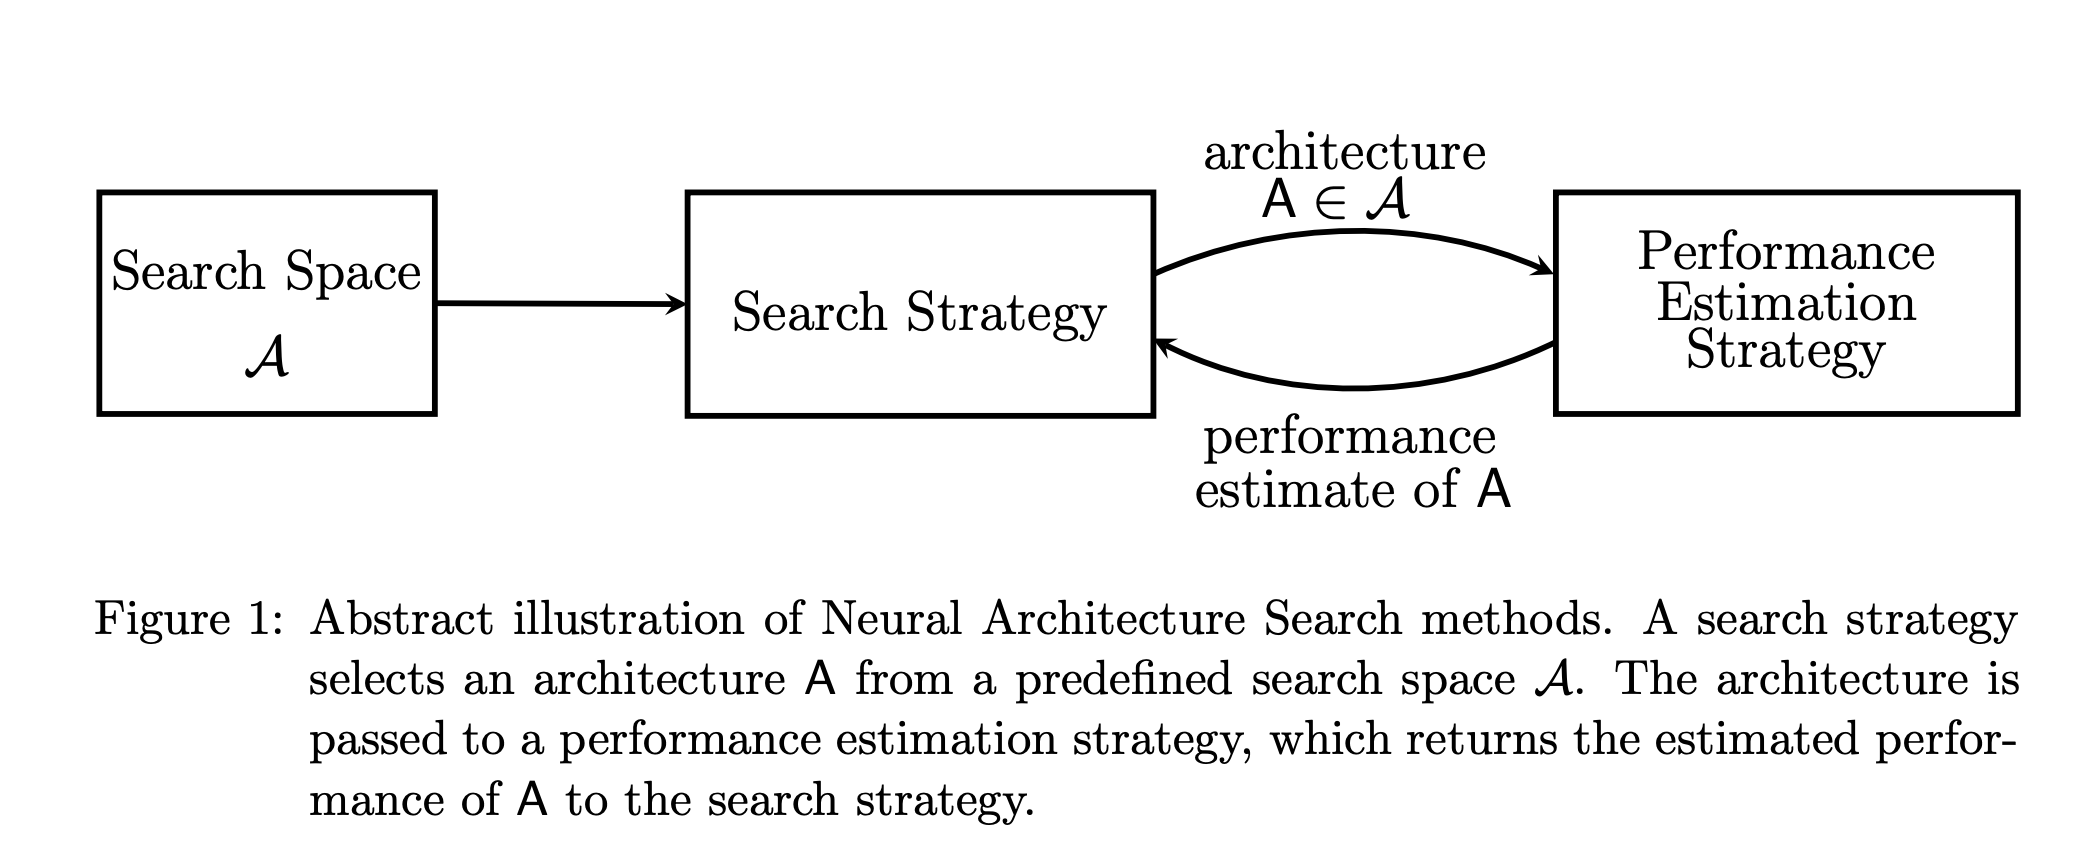 Search Space
𝒜
Search Strategy
architecture
A ∈ 𝒜
Performance
Estimation
Strategy
performance
estimate of A
Figure 1: Abstract illustration of Neural Architecture Search methods. A search strategy
selects an architecture A from a predefined search space 𝒜. The architecture is
passed to a performance estimation strategy, which returns the estimated perfor-
mance of A to the search strategy.